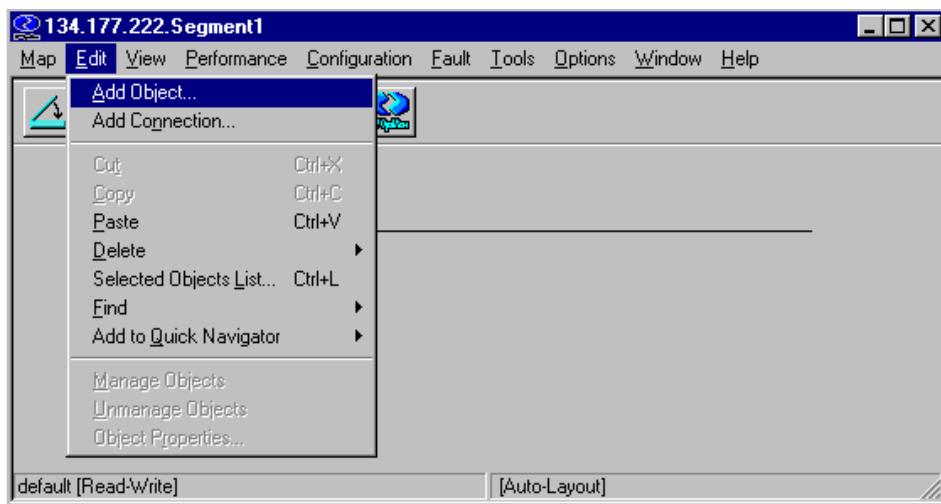 134.177.222.Segment1
Map Edit View Performance Configuration Fault Tools Options Window Help
Add Object...
Add Connection...
Cut Ctrl+X
Copy Ctrl+C
Paste Ctrl+V
Delete
Selected Objects List... Ctrl+L
Find
Add to Quick Navigator
Manage Objects
Unmanage Objects
Object Properties...
default [Read-Write] [Auto-Layout]